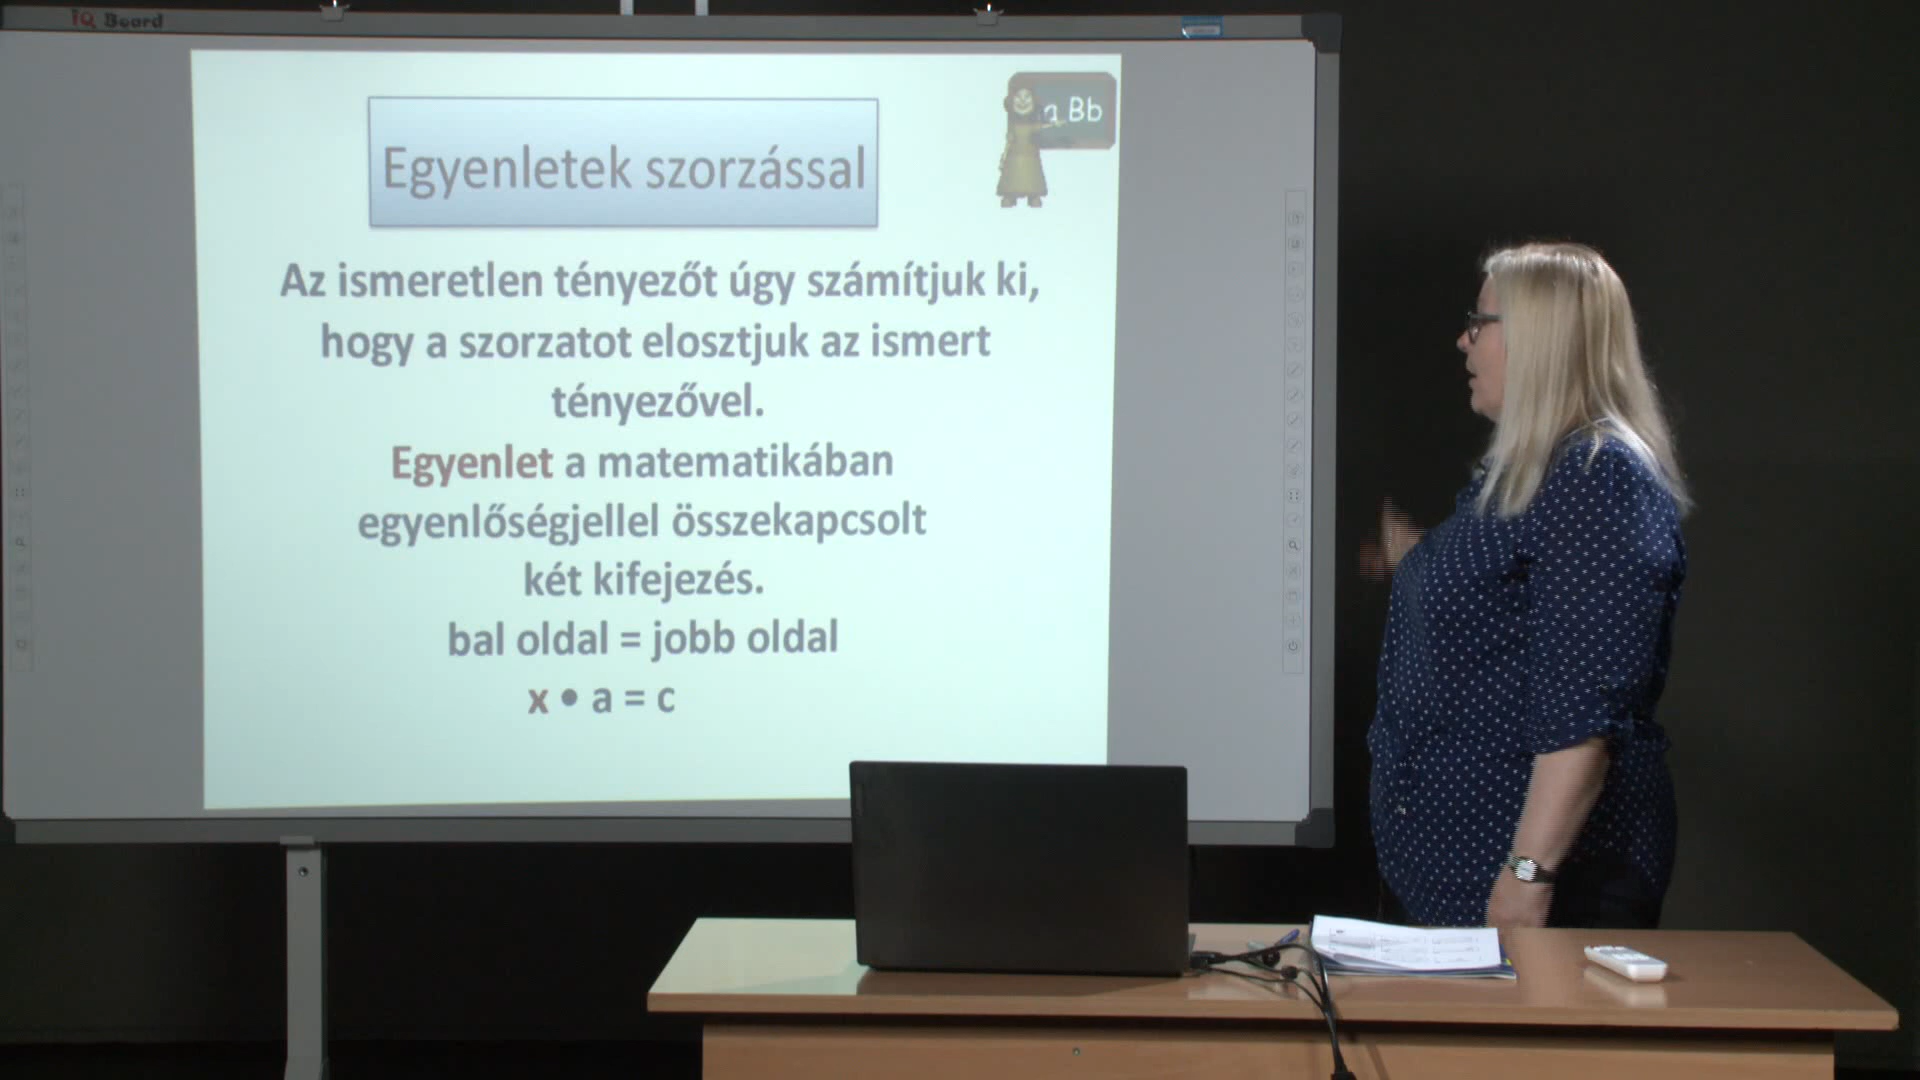 iQ Board
Bb
Egyenletek szorzással
Az ismeretlen tényezőt úgy számítjuk ki,
hogy a szorzatot elosztjuk az ismert
tényezővel.
Egyenlet a matematikában
egyenlőségjellel összekapcsolt
két kifejezés.
bal oldal = jobb oldal
x • a = c